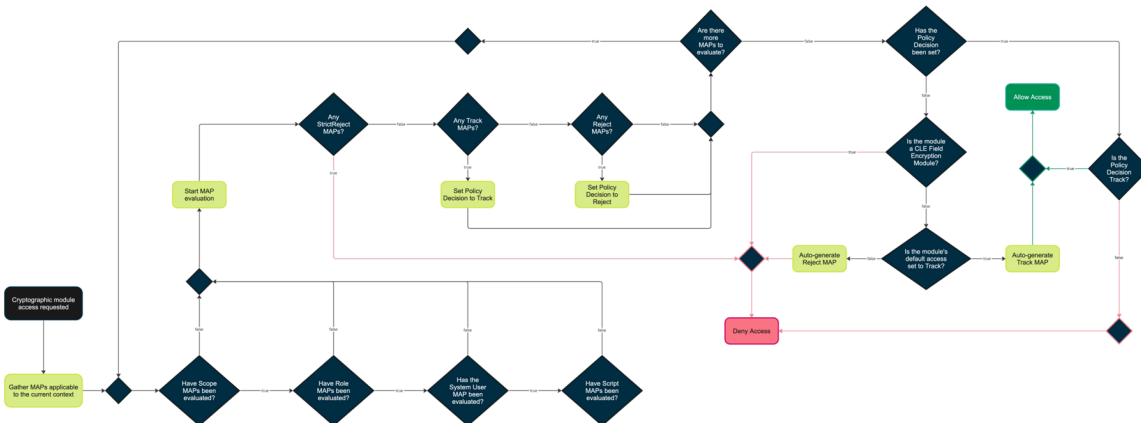 Are there
more
MAPs to
evaluate?
true
false
Has the
Policy
Decision
been set?
true
false
Allow Access
Any
StrictReject
MAPs?
false
true
Any Track
MAPs?
false
true
Any
Reject
MAPs?
false
true
Is the module
a CLE Field
Encryption
Module?
true
false
Is the
Policy
Decision
Track?
true
false
Start MAP
evaluation
Set Policy
Decision to Track
Set Policy
Decision to
Reject
Auto-generate
Reject MAP
false
Is the module's
default access
set to Track?
true
Auto-generate
Track MAP
Cryptographic module
access requested
Deny Access
false
false
false
false
Gather MAPs applicable
to the current context
Have Scope
MAPs been
evaluated?
true
Have Role
MAPs been
evaluated?
true
Has the
System User
MAP been
evaluated?
true
Have Script
MAPs been
evaluated?